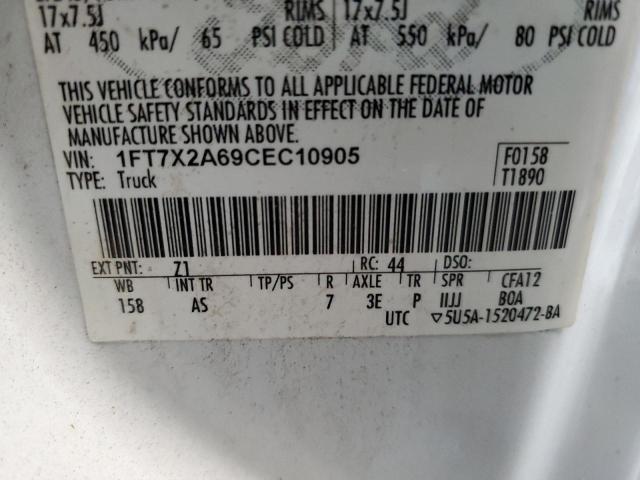 17x7.5J RIMS 17x7.5J RIMS
AT 450 kPa/ 65 PSI COLD AT 550 kPa/ 80 PSI COLD
THIS VEHICLE CONFORMS TO ALL APPLICABLE FEDERAL MOTOR
VEHICLE SAFETY STANDARDS IN EFFECT ON THE DATE OF
MANUFACTURE SHOWN ABOVE.
VIN: 1FT7X2A69CEC10905 F0158
TYPE: Truck T1890
EXT PNT: Z1 RC: 44 DSO:
WB INT TR TP/PS R AXLE TR SPR CFA12
158 AS 7 3E P IIJJ BOA
UTC ▽5U5A-1520472-BA